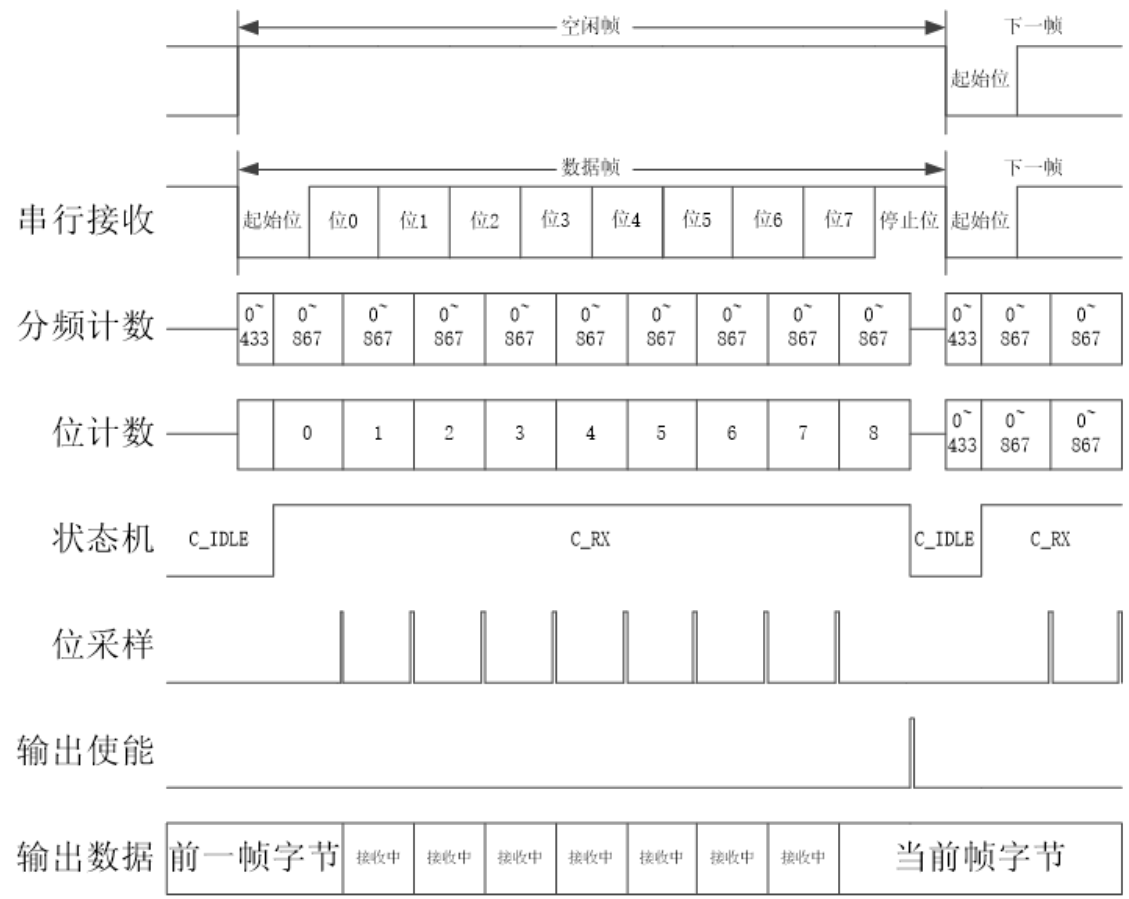 空闲帧 下一帧
起始位
数据帧 下一帧
串行接收 起始位 位0 位1 位2 位3 位4 位5 位6 位7 停止位 起始位
分频计数 0~433 0~867 0~867 0~867 0~867 0~867 0~867 0~867 0~867 0~867 0~433 0~867 0~867
位计数 0 1 2 3 4 5 6 7 8 0~433 0~867 0~867
状态机 C_IDLE C_RX C_IDLE C_RX
位采样
输出使能
输出数据 前一帧字节 接收中 接收中 接收中 接收中 接收中 接收中 接收中 当前帧字节